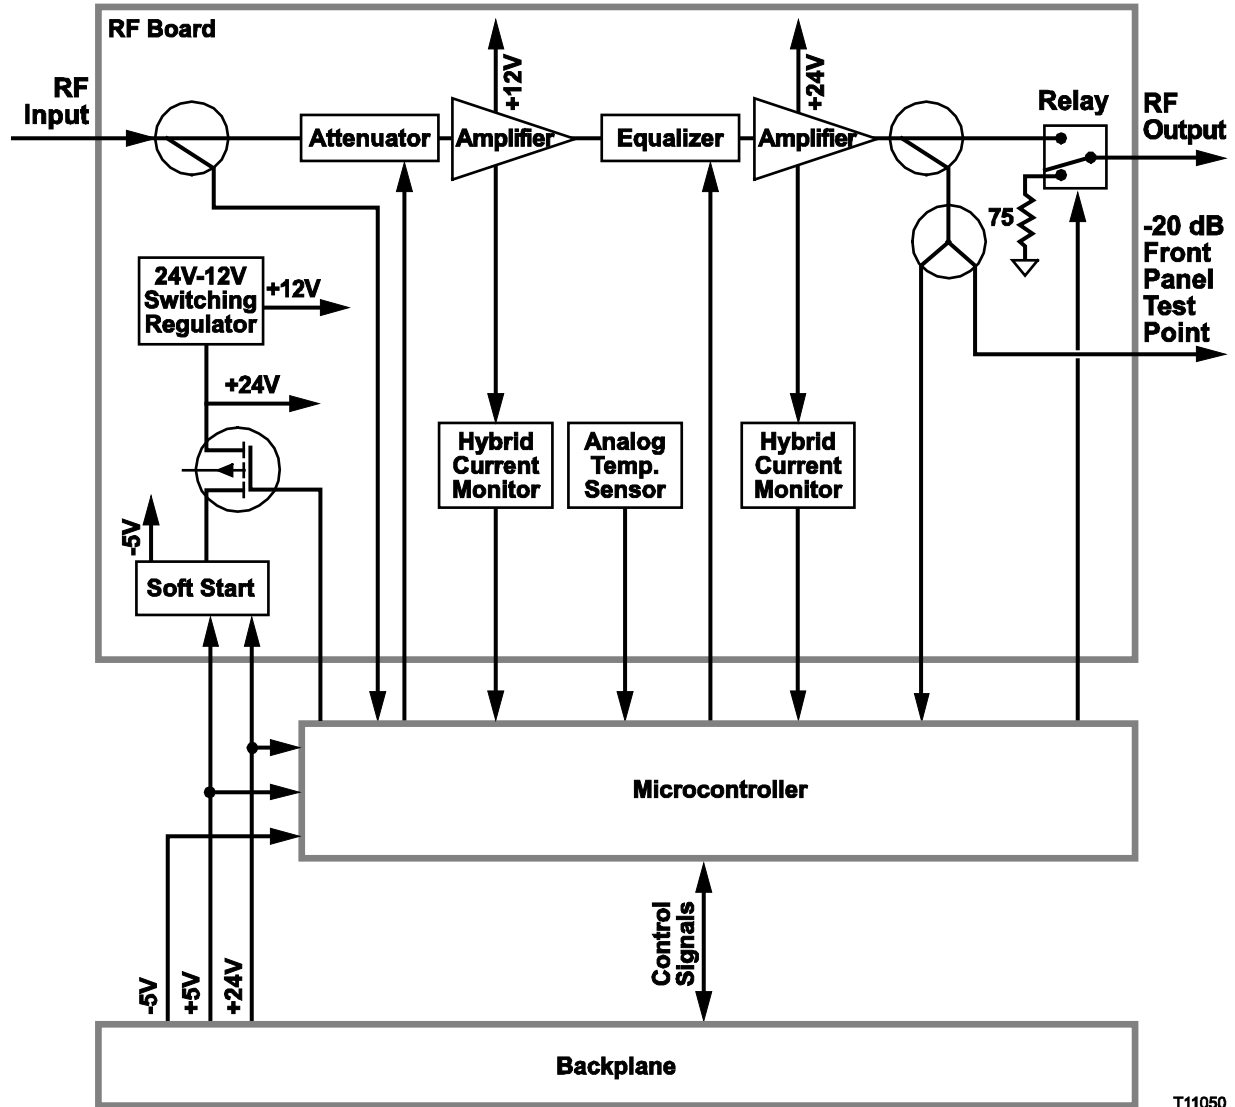 RF Board
RF
Input
Attenuator
+12V
Amplifier
Equalizer
+24V
Amplifier
Relay
RF
Output
75
-20 dB
Front
Panel
Test
Point
24V-12V
Switching
Regulator
+12V
+24V
Hybrid
Current
Monitor
Analog
Temp.
Sensor
Hybrid
Current
Monitor
-5V
Soft Start
Microcontroller
-5V
+5V
+24V
Control
Signals
Backplane
T11050